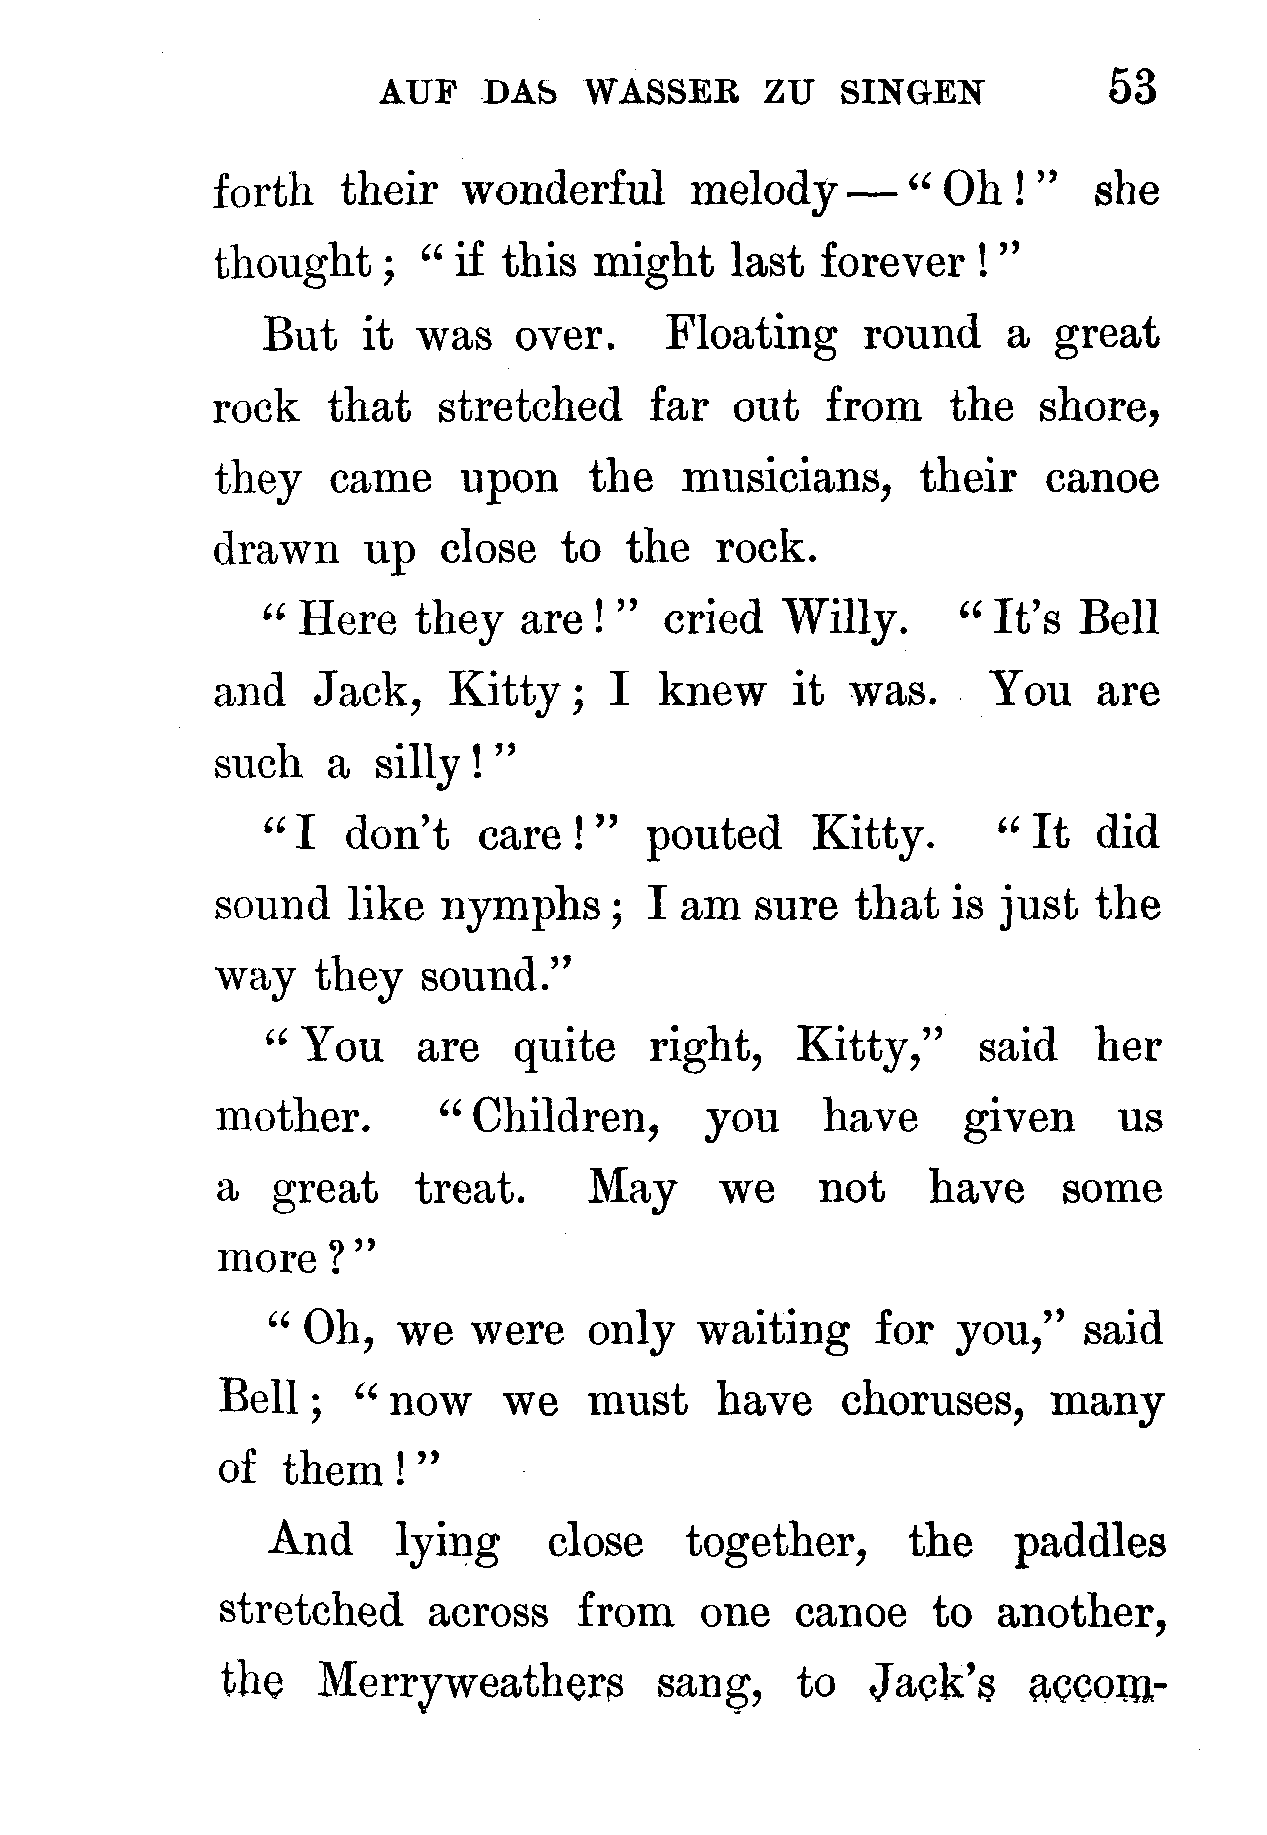 AUF DAS WASSER ZU SINGEN 53
forth their wonderful melody — “ Oh ! ” she
thought ; “ if this might last forever ! ”
But it was over. Floating round a great
rock that stretched far out from the shore,
they came upon the musicians, their canoe
drawn up close to the rock.
“ Here they are ! ” cried Willy. “ It’s Bell
and Jack, Kitty ; I knew it was. You are
such a silly ! ”
“ I don’t care ! ” pouted Kitty. “ It did
sound like nymphs ; I am sure that is just the
way they sound.”
“ You are quite right, Kitty,” said her
mother. “ Children, you have given us
a great treat. May we not have some
more ? ”
“ Oh, we were only waiting for you,” said
Bell ; “ now we must have choruses, many
of them ! ”
And lying close together, the paddles
stretched across from one canoe to another,
the Merryweathers sang, to Jack’s accom-